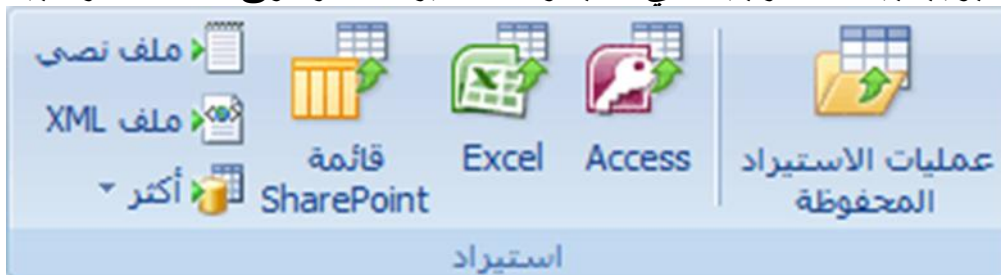 عمليات الاستيراد
المحفوظة
Access
Excel
قائمة
SharePoint
ملف نصي
ملف XML
أكثر
استيراد